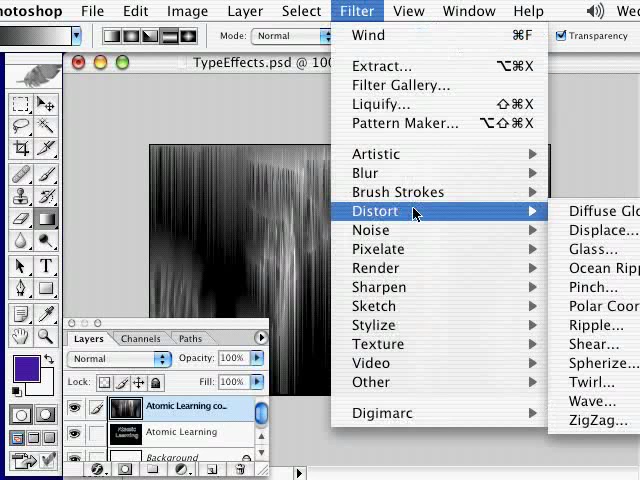 hotoshop File Edit Image Layer Select Filter View Window Help Wed
Mode: Normal Transparency
Wind ⌘F
TypeEffects.psd @ 100
Extract... ⌥⌘X
Filter Gallery...
Liquify... ⇧⌘X
Pattern Maker... ⌥⇧⌘X
Artistic
Blur
Brush Strokes
Distort
Noise
Pixelate
Render
Sharpen
Sketch
Stylize
Texture
Video
Other
Digimarc
Diffuse Glo
Displace...
Glass...
Ocean Ripp
Pinch...
Polar Coor
Ripple...
Shear...
Spherize...
Twirl...
Wave...
ZigZag...
Layers Channels Paths
Normal Opacity: 100%
Lock: Fill: 100%
Atomic Learning co...
Atomic Learning
Background